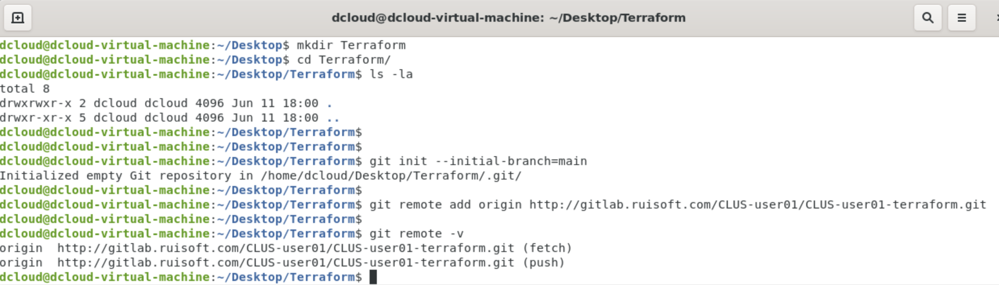 dcloud@dcloud-virtual-machine: ~/Desktop/Terraform
dcloud@dcloud-virtual-machine:~/Desktop$ mkdir Terraform
dcloud@dcloud-virtual-machine:~/Desktop$ cd Terraform/
dcloud@dcloud-virtual-machine:~/Desktop/Terraform$ ls -la
total 8
drwxrwxr-x 2 dcloud dcloud 4096 Jun 11 18:00 .
drwxr-xr-x 5 dcloud dcloud 4096 Jun 11 18:00 ..
dcloud@dcloud-virtual-machine:~/Desktop/Terraform$
dcloud@dcloud-virtual-machine:~/Desktop/Terraform$
dcloud@dcloud-virtual-machine:~/Desktop/Terraform$ git init --initial-branch=main
Initialized empty Git repository in /home/dcloud/Desktop/Terraform/.git/
dcloud@dcloud-virtual-machine:~/Desktop/Terraform$
dcloud@dcloud-virtual-machine:~/Desktop/Terraform$ git remote add origin http://gitlab.ruisoft.com/CLUS-user01/CLUS-user01-terraform.git
dcloud@dcloud-virtual-machine:~/Desktop/Terraform$
dcloud@dcloud-virtual-machine:~/Desktop/Terraform$ git remote -v
origin  http://gitlab.ruisoft.com/CLUS-user01/CLUS-user01-terraform.git (fetch)
origin  http://gitlab.ruisoft.com/CLUS-user01/CLUS-user01-terraform.git (push)
dcloud@dcloud-virtual-machine:~/Desktop/Terraform$